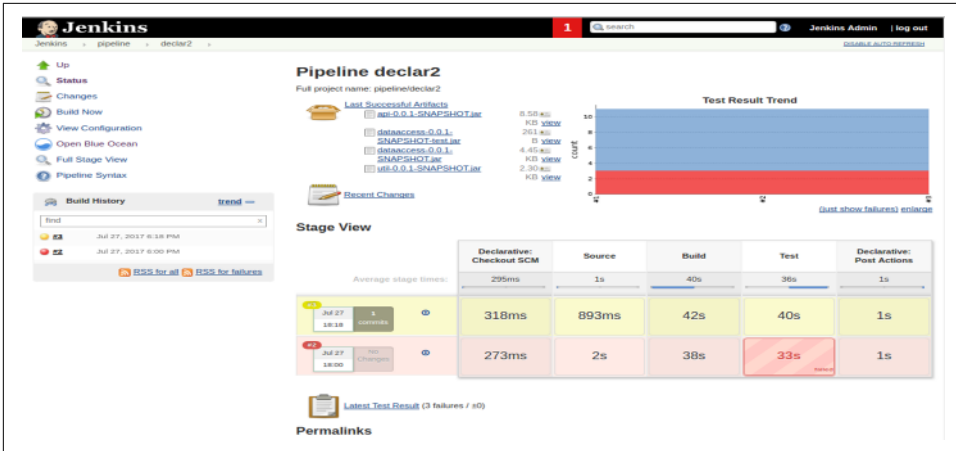 Jenkins
1
search
Jenkins Admin | log out
Jenkins pipeline declar2
DISABLE AUTO REFRESH
Up
Status
Changes
Build Now
View Configuration
Open Blue Ocean
Full Stage View
Pipeline Syntax
Build History trend
find x
#3 Jul 27, 2017 6:18 PM
#2 Jul 27, 2017 6:00 PM
RSS for all RSS for failures
Pipeline declar2
Full project name: pipeline/declar2
Last Successful Artifacts
api-0.0.1-SNAPSHOT.jar 8.58 KB view
dataaccess-0.0.1-SNAPSHOT-test.jar 261 B view
dataaccess-0.0.1-SNAPSHOT.jar 4.45 KB view
util-0.0.1-SNAPSHOT.jar 2.30 KB view
Recent Changes
Test Result Trend
count
10
8
6
4
2
0
#2
#3
(just show failures) enlarge
Stage View
Declarative: Checkout SCM
Source
Build
Test
Declarative: Post Actions
Average stage times:
295ms 1s 40s 36s 1s
#3
Jul 27
18:18
1 commits
318ms 893ms 42s 40s 1s
#2
Jul 27
18:00
No Changes
273ms 2s 38s 33s 1s
failed
Latest Test Result (3 failures / ±0)
Permalinks